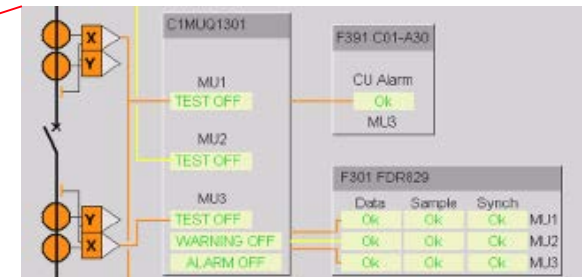 C1MUQ1301
X
Y
MU1
TEST OFF
MU2
TEST OFF
MU3
TEST OFF
WARNING OFF
ALARM OFF
Y
X
F391 C01-A30
CU Alarm
Ok
MU3
F301 FDR829
Data Sample Synch
Ok Ok Ok MU1
Ok Ok Ok MU2
Ok Ok Ok MU3